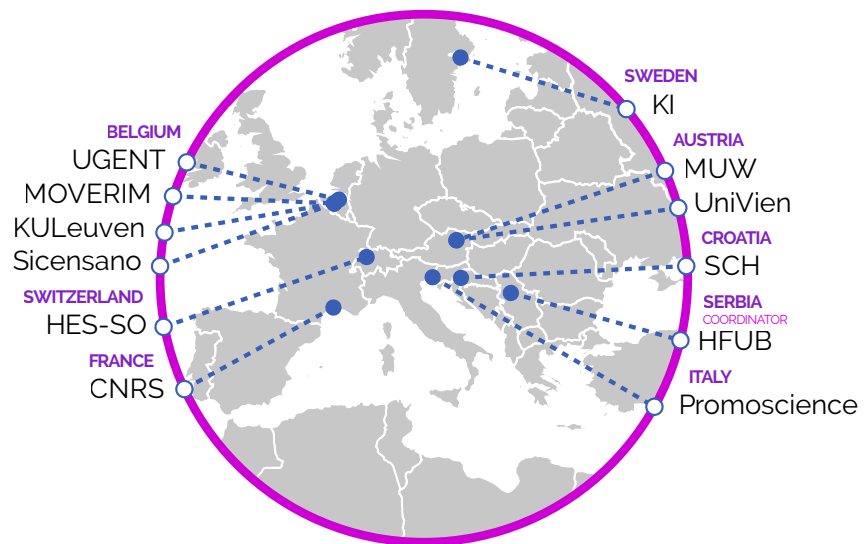 BELGIUM
UGENT
MOVERIM
KULeuven
Sicensano
SWITZERLAND
HES-SO
FRANCE
CNRS
SWEDEN
KI
AUSTRIA
MUW
UniVien
CROATIA
SCH
SERBIA
COORDINATOR
HFUB
ITALY
Promoscience